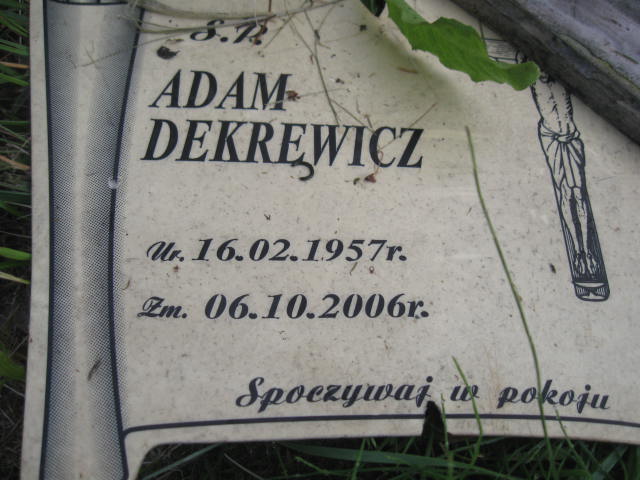 Ś.P.
ADAM
DEKREWICZ
Ur. 16.02.1957r.
Zm. 06.10.2006r.
Spoczywaj w pokoju